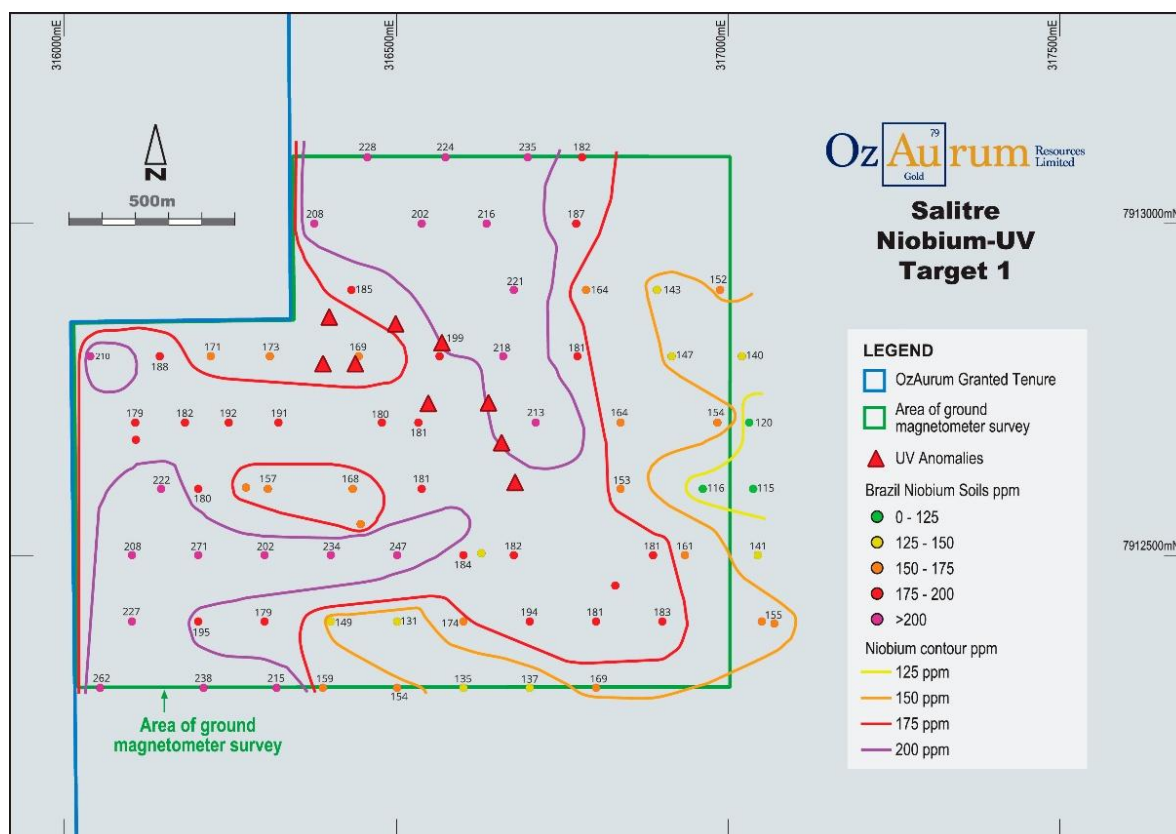 316000mE
316500mE
317000mE
317500mE
N
500m
Oz
79
Au
Gold
rum
Resources
Limited
Salitre
Niobium-UV
Target 1
7913000mN
7912500mN
228
224
235
182
208
202
216
187
185
221
164
143
152
210
188
171
173
169
199
218
181
147
140
179
182
192
191
180
181
213
164
154
120
222
180
157
168
181
153
116
115
208
271
202
234
247
184
182
181
161
141
227
195
179
149
131
174
194
181
183
155
262
238
215
159
154
135
137
169
Area of ground
magnetometer survey
LEGEND
OzAurum Granted Tenure
Area of ground
magnetometer survey
UV Anomalies
Brazil Niobium Soils ppm
0 - 125
125 - 150
150 - 175
175 - 200
>200
Niobium contour ppm
125 ppm
150 ppm
175 ppm
200 ppm